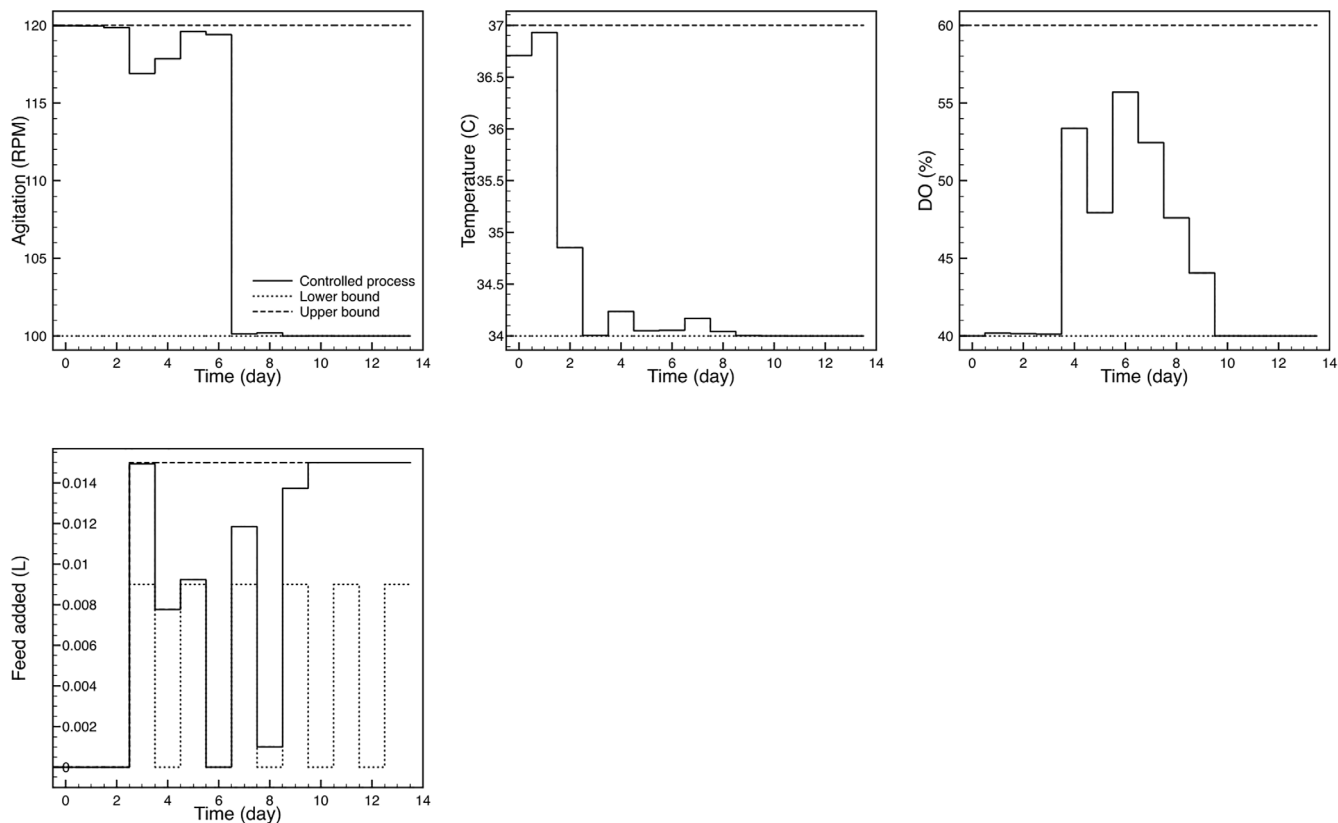 120
115
110
105
100
Agitation (RPM)
Controlled process
Lower bound
Upper bound
0 2 4 6 8 10 12 14
Time (day)
37
36.5
36
35.5
35
34.5
34
Temperature (C)
0 2 4 6 8 10 12 14
Time (day)
60
55
50
45
40
DO (%)
0 2 4 6 8 10 12 14
Time (day)
0.014
0.012
0.01
0.008
0.006
0.004
0.002
0
Feed added (L)
0 2 4 6 8 10 12 14
Time (day)